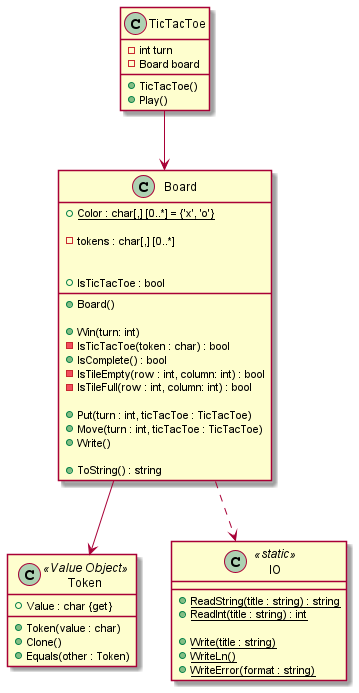 C TicTacToe
int turn
Board board
TicTacToe()
Play()
C Board
Color : char[,] [0..*] = {'x', 'o'}
tokens : char[,] [0..*]
IsTicTacToe : bool
Board()
Win(turn: int)
IsTicTacToe(token : char) : bool
IsComplete() : bool
IsTileEmpty(row : int, column: int) : bool
IsTileFull(row : int, column: int) : bool
Put(turn : int, ticTacToe : TicTacToe)
Move(turn : int, ticTacToe : TicTacToe)
Write()
ToString() : string
C «Value Object»
Token
Value : char {get}
Token(value : char)
Clone()
Equals(other : Token)
C «static»
IO
ReadString(title : string) : string
ReadInt(title : string) : int
Write(title : string)
WriteLn()
WriteError(format : string)